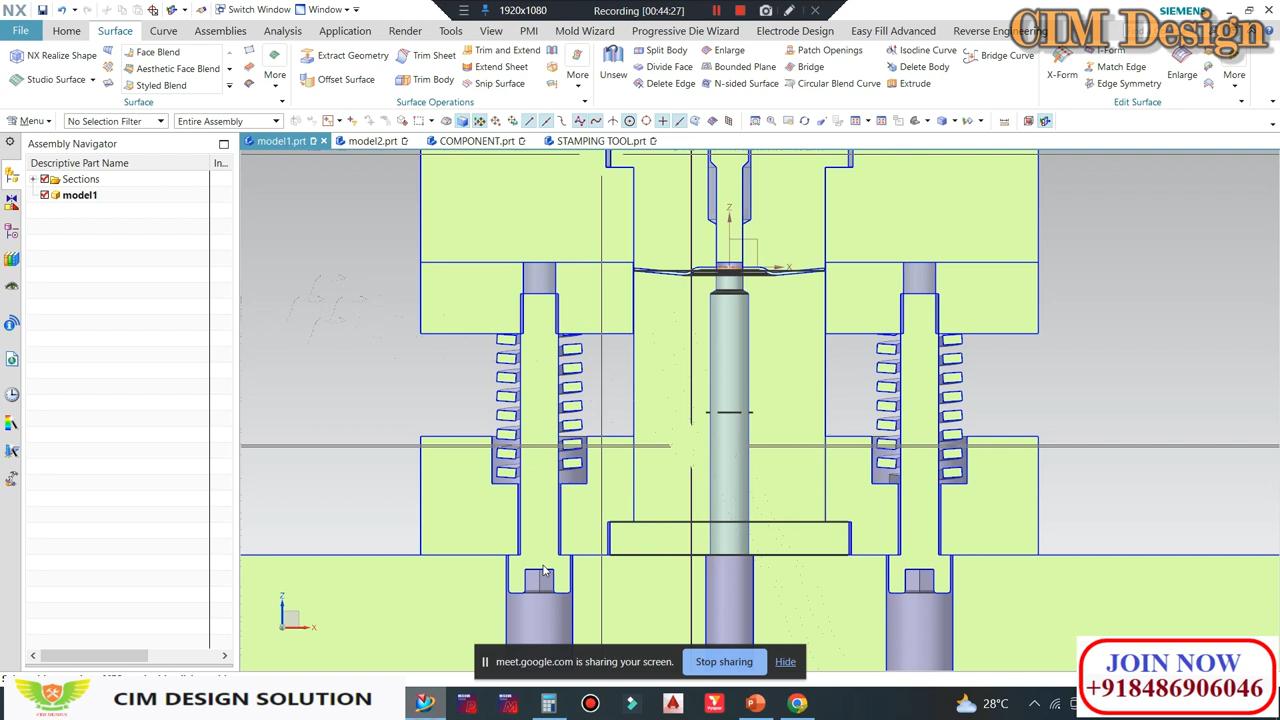 NX
Switch Window
Window
1920x1080
Recording [00:44:27]
SIEMENS
CIM Design
File
Home
Surface
Curve
Assemblies
Analysis
Application
Render
Tools
View
PMI
Mold Wizard
Progressive Die Wizard
Electrode Design
Easy Fill Advanced
Reverse Engineering
NX Realize Shape
Studio Surface
Face Blend
Aesthetic Face Blend
Styled Blend
More
Surface
Extract Geometry
Offset Surface
Trim Sheet
Trim Body
Trim and Extend
Extend Sheet
Snip Surface
More
Surface Operations
Unsew
Split Body
Divide Face
Delete Edge
Enlarge
Bounded Plane
N-sided Surface
Patch Openings
Bridge
Circular Blend Curve
Isocline Curve
Delete Body
Extrude
Bridge Curve
X-Form
I-Form
Match Edge
Edge Symmetry
Enlarge
More
Edit Surface
Menu
No Selection Filter
Entire Assembly
Assembly Navigator
model1.prt
model2.prt
COMPONENT.prt
STAMPING TOOL.prt
Descriptive Part Name
In...
Sections
model1
Z
X
Z
X
meet.google.com is sharing your screen.
Stop sharing
Hide
JOIN NOW
+918486906046
CIM DESIGN SOLUTION
28°C